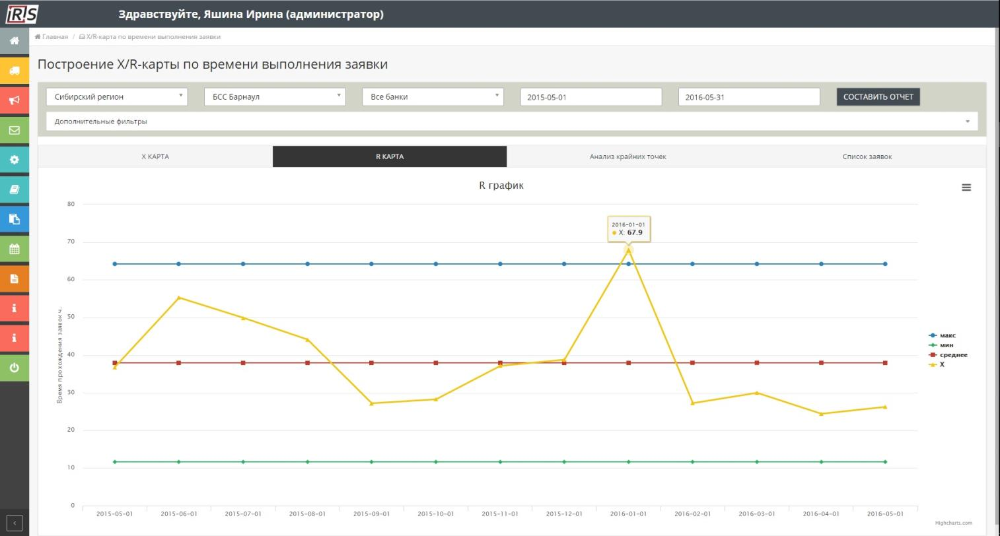 iRIS
Здравствуйте, Яшина Ирина (администратор)
Главная / X/R-карта по времени выполнения заявки
Построение X/R-карты по времени выполнения заявки
Сибирский регион
БСС Барнаул
Все банки
2015-05-01
2016-05-31
СОСТАВИТЬ ОТЧЕТ
Дополнительные фильтры
X КАРТА
R КАРТА
Анализ крайних точек
Список заявок
R график
80
70
60
50
40
30
20
10
0
Время прохождения заявок ч.
2016-01-01
X: 67.9
макс
мин
среднее
X
2015-05-01
2015-06-01
2015-07-01
2015-08-01
2015-09-01
2015-10-01
2015-11-01
2015-12-01
2016-01-01
2016-02-01
2016-03-01
2016-04-01
2016-05-01
Highcharts.com